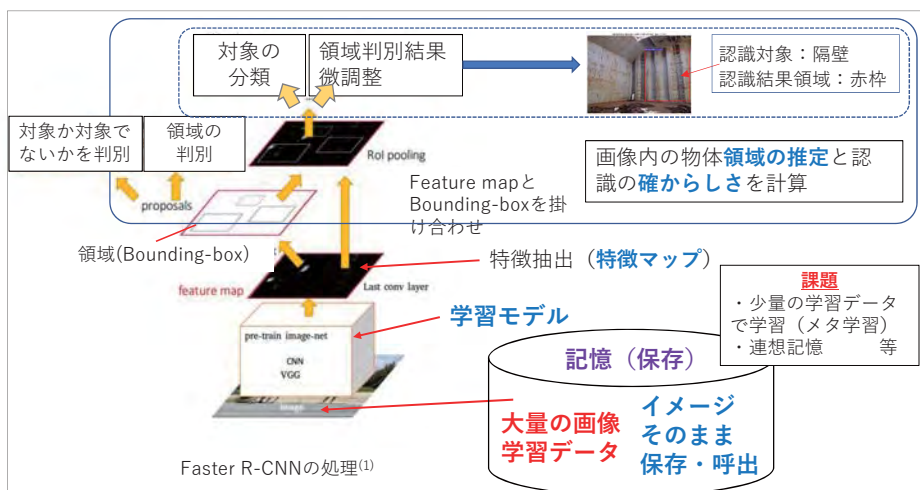 対象の
分類
領域判別結果
微調整
認識対象：隔壁
認識結果領域：赤枠
対象か対象で
ないかを判別
領域の
判別
RoI pooling
画像内の物体領域の推定と認
識の確からしさを計算
proposals
Feature mapと
Bounding-boxを掛
け合わせ
領域(Bounding-box)
特徴抽出（特徴マップ）
feature map
Last conv layer
課題
・少量の学習データ
で学習（メタ学習）
・連想記憶　　等
学習モデル
pre-train image-net
CNN
VGG
image
記憶（保存）
大量の画像
学習データ
イメージ
そのまま
保存・呼出
Faster R-CNNの処理(1)